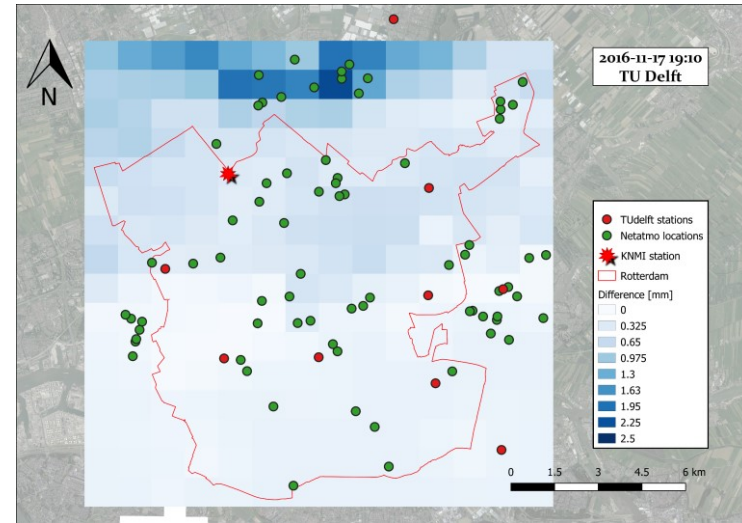 2016-11-17 19:10
TU Delft
N
TUdelft stations
Netatmo locations
KNMI station
Rotterdam
Difference [mm]
0
0.325
0.65
0.975
1.3
1.63
1.95
2.25
2.5
0 1.5 3 4.5 6 km